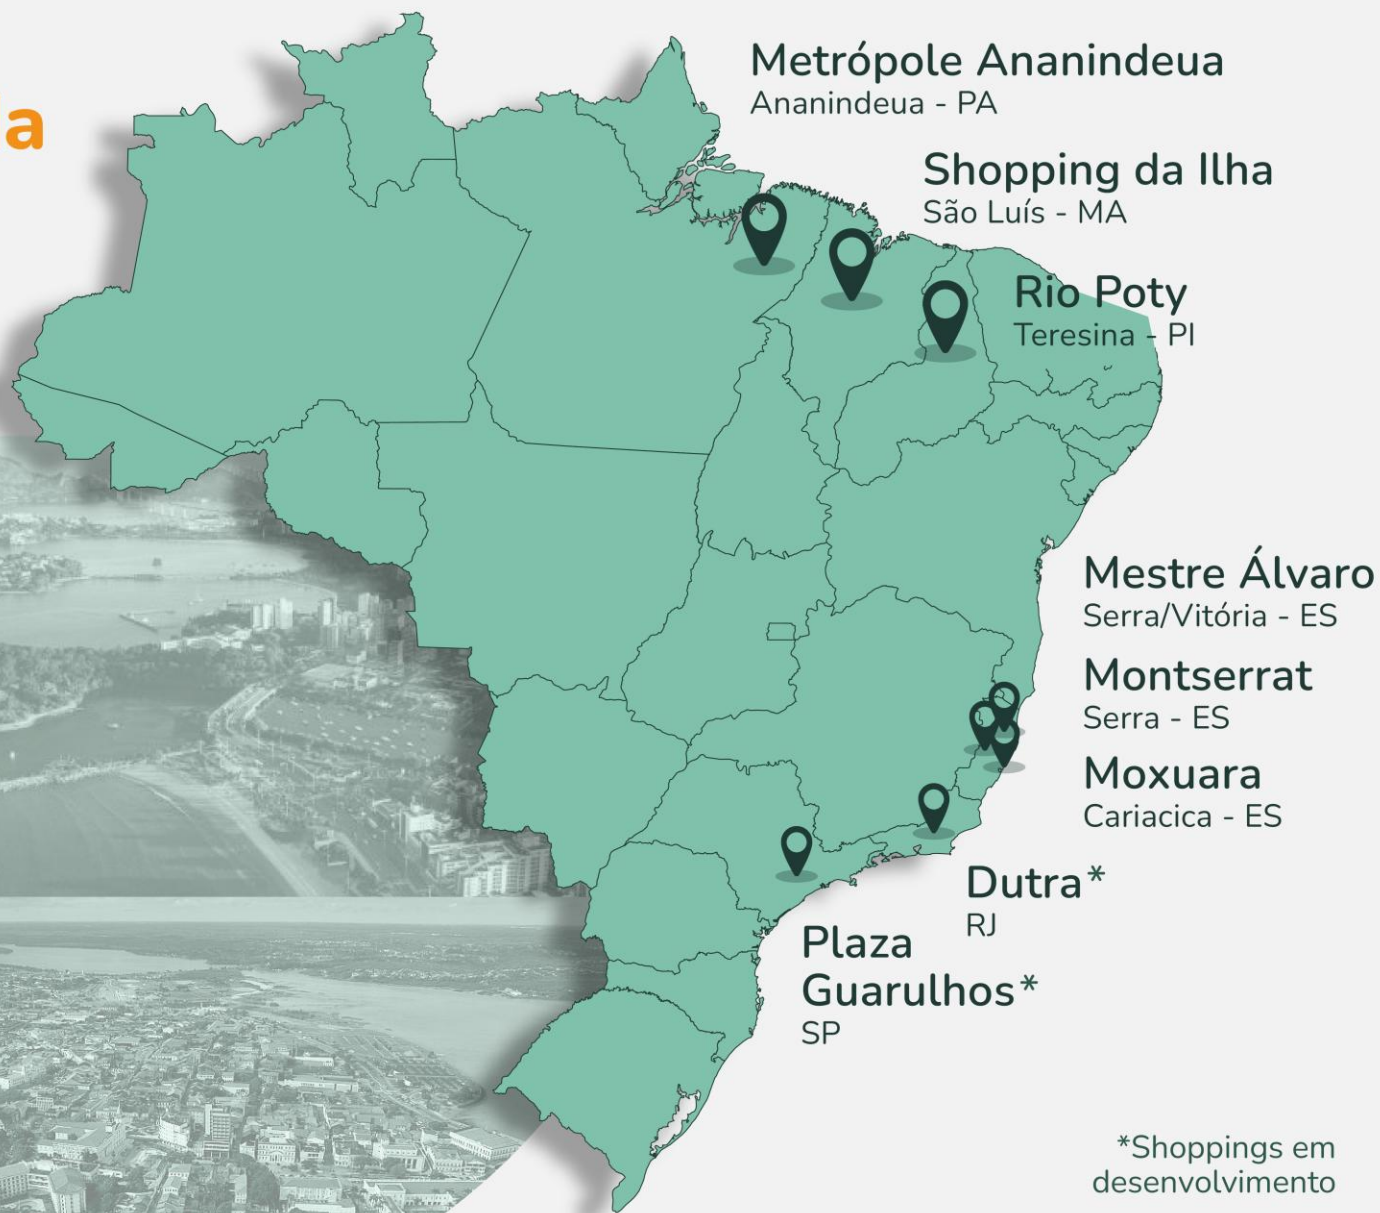 a
Metrópole Ananindeua
Ananindeua - PA
Shopping da Ilha
São Luís - MA
Rio Poty
Teresina - PI
Mestre Álvaro
Serra/Vitória - ES
Montserrat
Serra - ES
Moxuara
Cariacica - ES
Dutra*
RJ
Plaza
Guarulhos*
SP
*Shoppings em
desenvolvimento